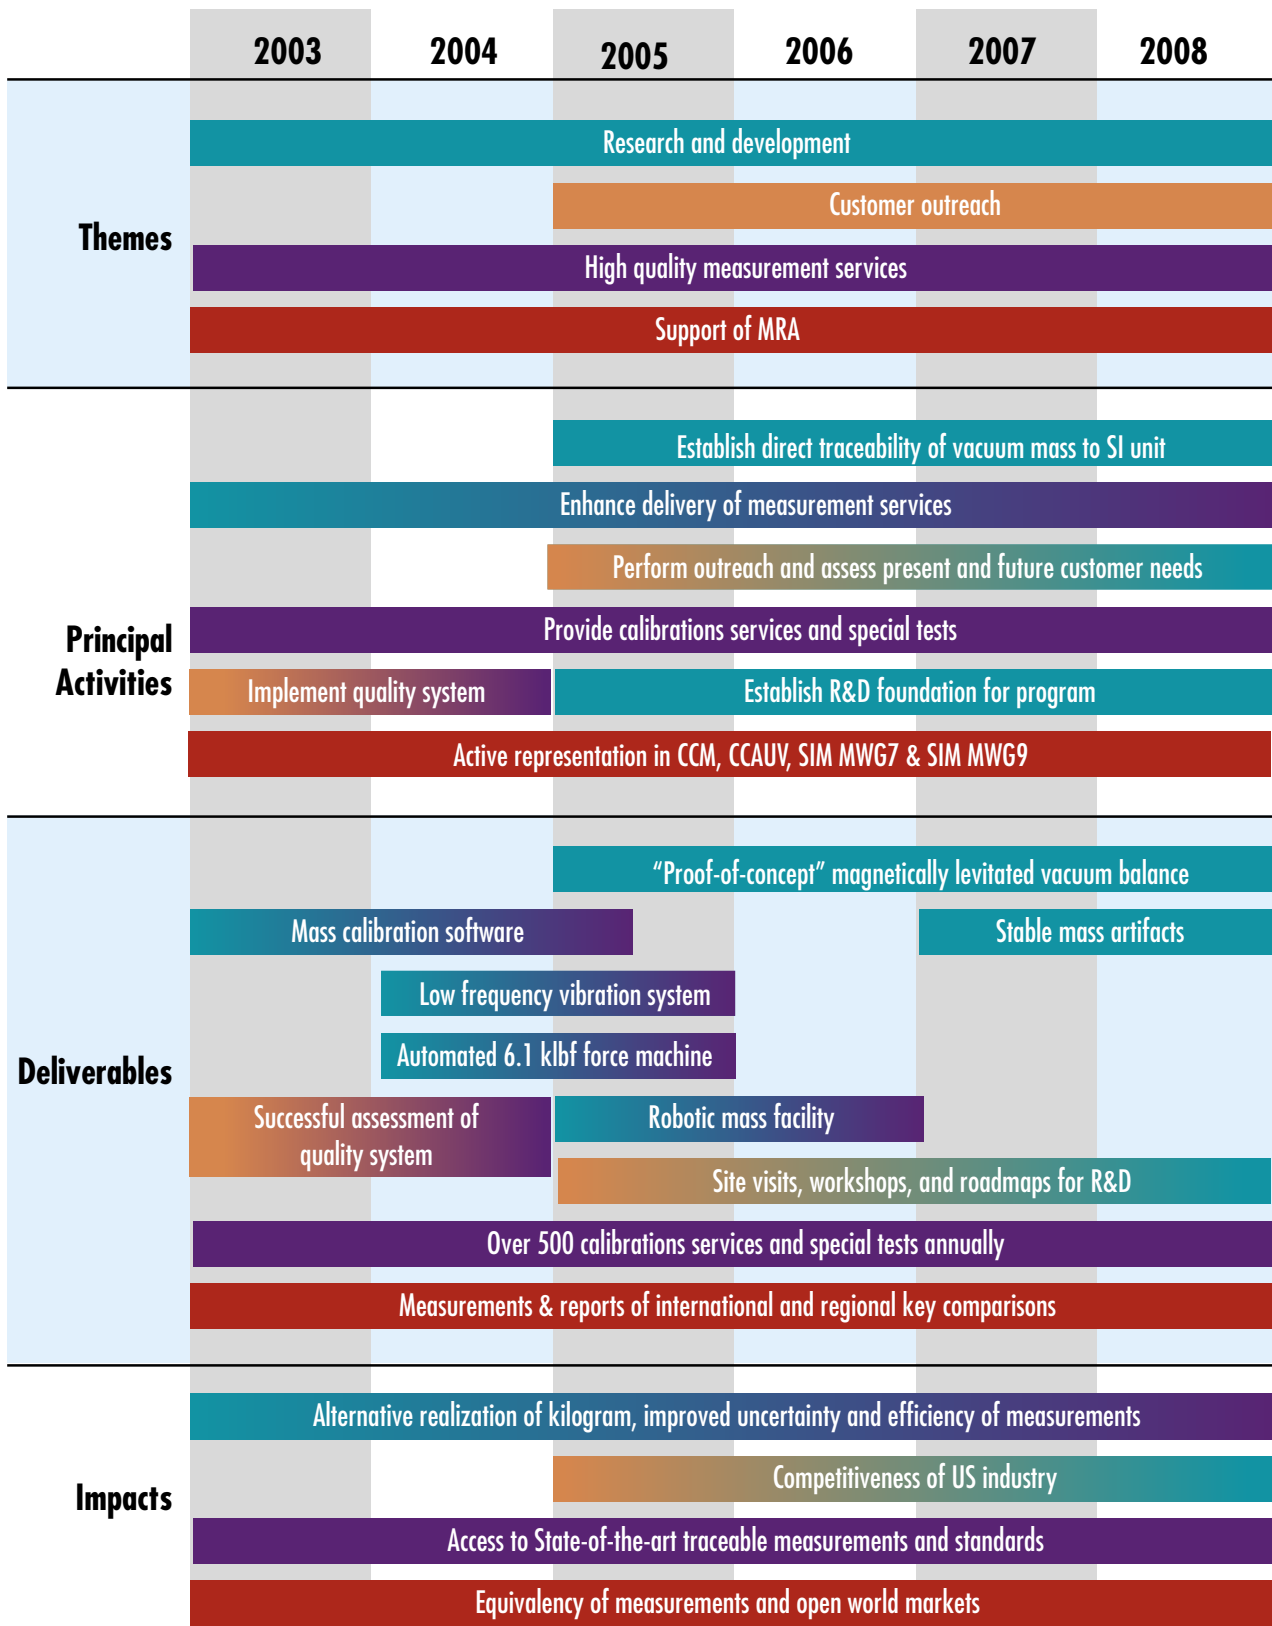 2003 2004 2005 2006 2007 2008
Themes
Research and development
Customer outreach
High quality measurement services
Support of MRA
Principal
Activities
Establish direct traceability of vacuum mass to SI unit
Enhance delivery of measurement services
Perform outreach and assess present and future customer needs
Provide calibrations services and special tests
Implement quality system
Establish R&D foundation for program
Active representation in CCM, CCAUV, SIM MWG7 & SIM MWG9
Deliverables
“Proof-of-concept” magnetically levitated vacuum balance
Mass calibration software
Stable mass artifacts
Low frequency vibration system
Automated 6.1 klbf force machine
Successful assessment of
quality system
Robotic mass facility
Site visits, workshops, and roadmaps for R&D
Over 500 calibrations services and special tests annually
Measurements & reports of international and regional key comparisons
Impacts
Alternative realization of kilogram, improved uncertainty and efficiency of measurements
Competitiveness of US industry
Access to State-of-the-art traceable measurements and standards
Equivalency of measurements and open world markets